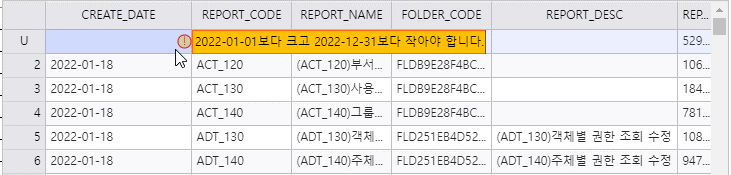 CREATE_DATE REPORT_CODE REPORT_NAME FOLDER_CODE REPORT_DESC REP...
U ! 2022-01-01보다 크고 2022-12-31보다 작아야 합니다. 529
2 2022-01-18 ACT_120 (ACT_120)부서... FLDB9E28F4BC... 106
3 2022-01-18 ACT_130 (ACT_130)사용... FLDB9E28F4BC... 184
4 2022-01-18 ACT_140 (ACT_140)그룹... FLDB9E28F4BC... 781
5 2022-01-18 ADT_130 (ADT_130)객체... FLD251EB4D52... (ADT_130)객체별 권한 조회 수정 108
6 2022-01-18 ADT_140 (ADT_140)주체... FLD251EB4D52... (ADT_140)주체별 권한 조회 수정 947